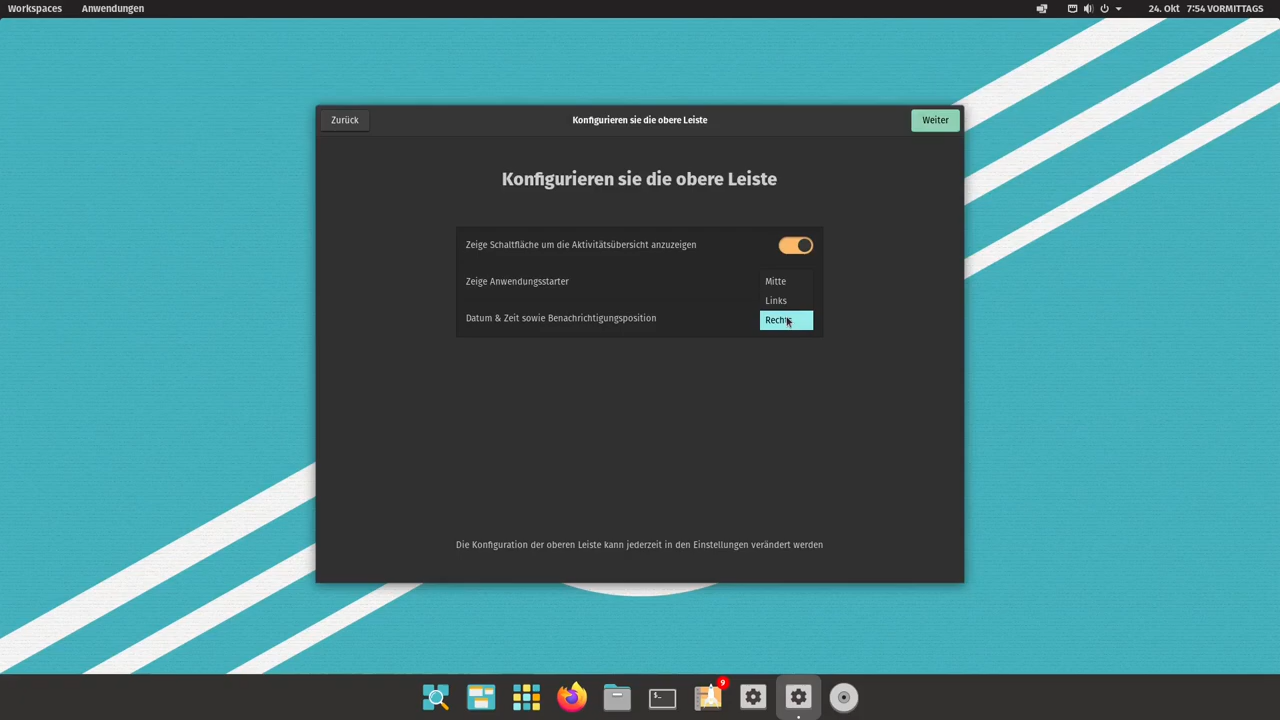 Workspaces Anwendungen 24. Okt 7:54 VORMITTAGS
Zurück Konfigurieren sie die obere Leiste Weiter
Konfigurieren sie die obere Leiste
Zeige Schaltfläche um die Aktivitätsübersicht anzuzeigen
Zeige Anwendungsstarter Mitte
Links
Datum & Zeit sowie Benachrichtigungsposition Rechts
Die Konfiguration der oberen Leiste kann jederzeit in den Einstellungen verändert werden
9